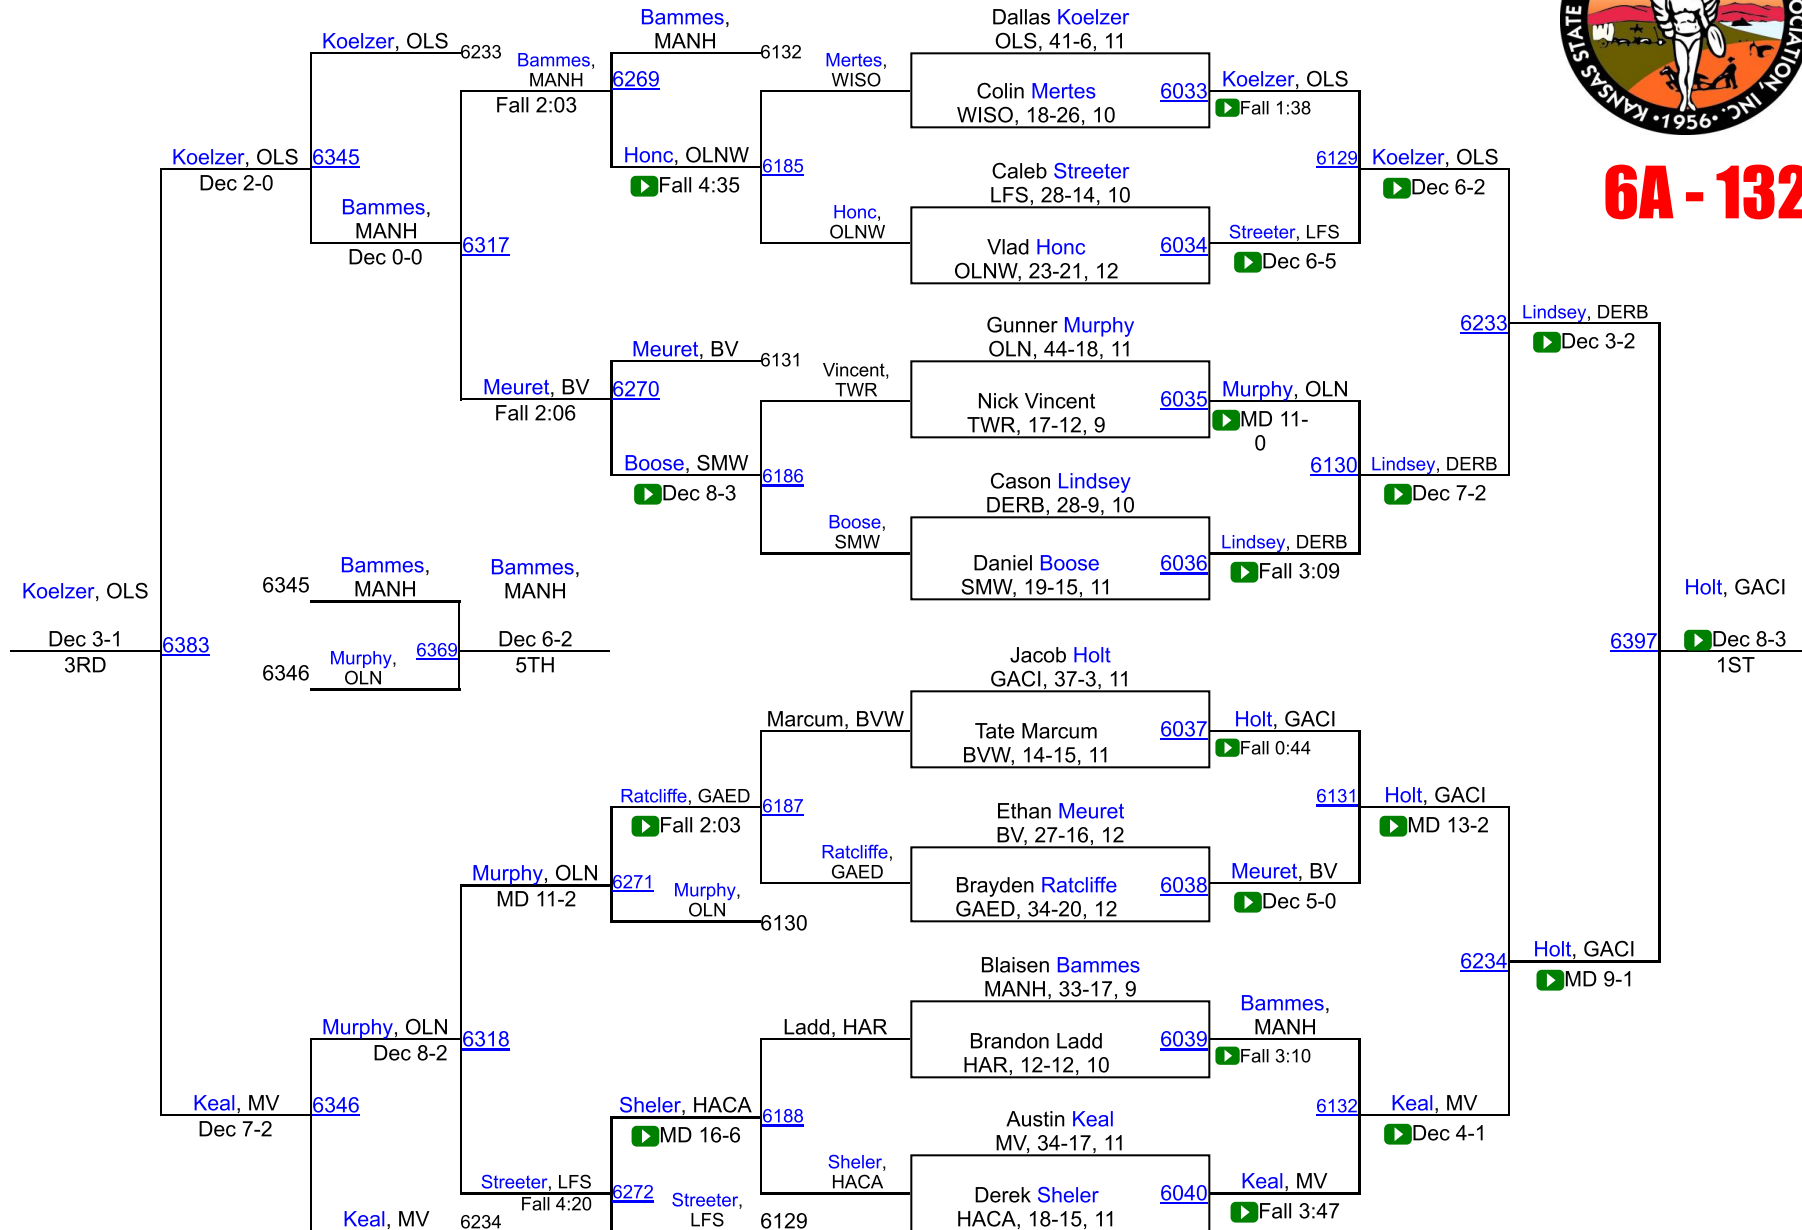 Koelzer, OLS
6233
Bammes,
MANH
Fall 2:03
Bammes,
MANH
6132
6269
Mertes,
WISO
Dallas Koelzer
OLS, 41-6, 11
Colin Mertes
WISO, 18-26, 10
6033
Koelzer, OLS
Fall 1:38
KANSAS STATE
OCIATION, INC.
•1956•
Koelzer, OLS
Dec 2-0
6345
Honc, OLNW
Fall 4:35
6185
Caleb Streeter
LFS, 28-14, 10
6129
Koelzer, OLS
Dec 6-2
6A - 132
Bammes,
MANH
Dec 0-0
6317
Honc,
OLNW
Vlad Honc
OLNW, 23-21, 12
6034
Streeter, LFS
Dec 6-5
Gunner Murphy
OLN, 44-18, 11
6233
Lindsey, DERB
Dec 3-2
Meuret, BV
6131
Meuret, BV
Fall 2:06
6270
Vincent,
TWR
Nick Vincent
TWR, 17-12, 9
6035
Murphy, OLN
MD 11-
0
Boose, SMW
Dec 8-3
6186
Cason Lindsey
DERB, 28-9, 10
6130
Lindsey, DERB
Dec 7-2
Boose,
SMW
Daniel Boose
SMW, 19-15, 11
6036
Lindsey, DERB
Fall 3:09
Koelzer, OLS
Dec 3-1
3RD
6383
6345
Bammes,
MANH
6346
Murphy,
OLN
6369
Bammes,
MANH
Dec 6-2
5TH
Holt, GACI
6397
Dec 8-3
1ST
Jacob Holt
GACI, 37-3, 11
Marcum, BVW
Tate Marcum
BVW, 14-15, 11
6037
Holt, GACI
Fall 0:44
Ratcliffe, GAED
Fall 2:03
6187
Ethan Meuret
BV, 27-16, 12
6131
Holt, GACI
MD 13-2
Murphy, OLN
MD 11-2
6271
Murphy,
OLN
6130
Ratcliffe,
GAED
Brayden Ratcliffe
GAED, 34-20, 12
6038
Meuret, BV
Dec 5-0
Blaisen Bammes
MANH, 33-17, 9
6234
Holt, GACI
MD 9-1
Murphy, OLN
Dec 8-2
6318
Ladd, HAR
Brandon Ladd
HAR, 12-12, 10
6039
Bammes,
MANH
Fall 3:10
Keal, MV
Dec 7-2
6346
Sheler, HACA
MD 16-6
6188
Austin Keal
MV, 34-17, 11
6132
Keal, MV
Dec 4-1
Streeter, LFS
Fall 4:20
6272
Sheler,
HACA
Derek Sheler
HACA, 18-15, 11
6040
Keal, MV
Fall 3:47
Keal, MV
6234
Streeter,
LFS
6129